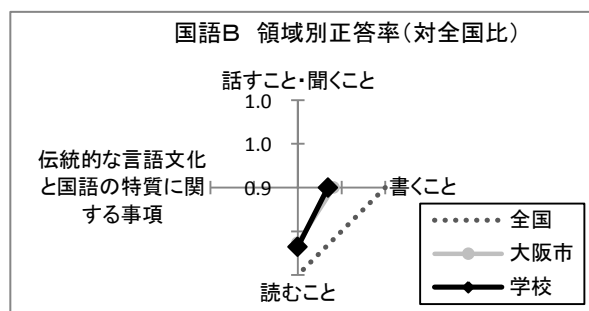 国語B 領域別正答率(対全国比)
話すこと・聞くこと
1.0
1.0
0.9
伝統的な言語文化
と国語の特質に関
する事項
書くこと
読むこと
全国
大阪市
学校